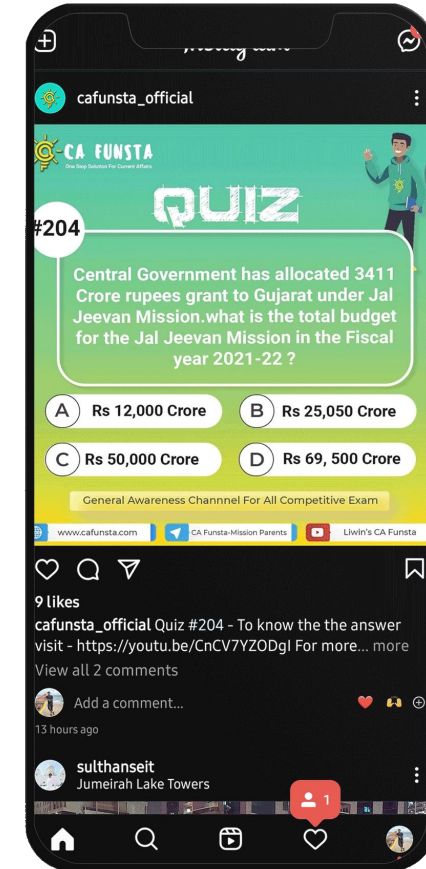 cafunsta_official
CA FUNSTA
One Stop Solution For Current Affairs
QUIZ
#204
Central Government has allocated 3411
Crore rupees grant to Gujarat under Jal
Jeevan Mission.what is the total budget
for the Jal Jeevan Mission in the Fiscal
year 2021-22 ?
A Rs 12,000 Crore
B Rs 25,050 Crore
C Rs 50,000 Crore
D Rs 69, 500 Crore
General Awareness Channnel For All Competitive Exam
www.cafunsta.com
CA Funsta-Mission Parents
Liwin's CA Funsta
9 likes
cafunsta_official Quiz #204 - To know the the answer
visit - https://youtu.be/CnCV7YZODgI For more... more
View all 2 comments
Add a comment...
13 hours ago
sulthanseit
Jumeirah Lake Towers
1